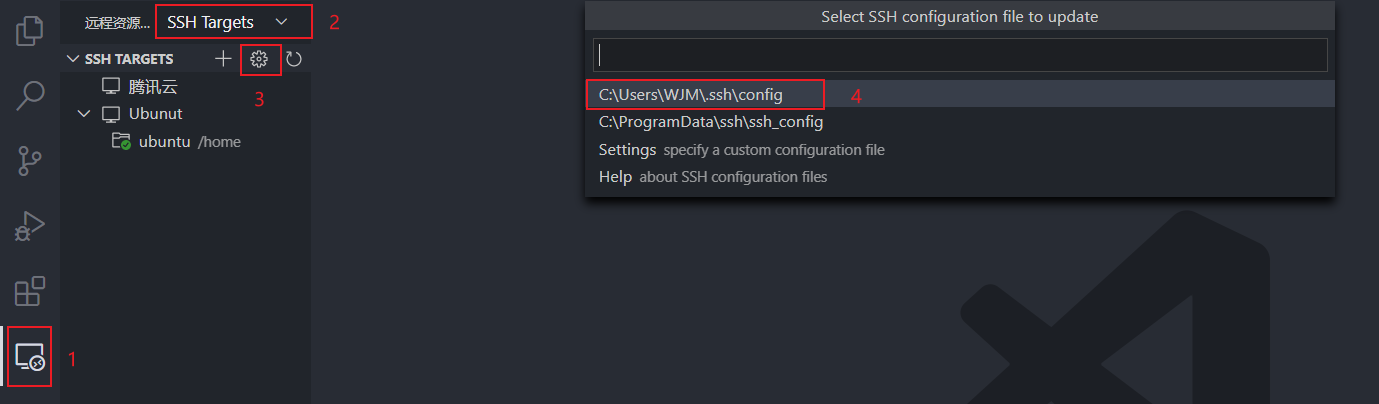 远程资源... SSH Targets 2
SSH TARGETS
3
腾讯云
Ubunut
ubuntu /home
1
Select SSH configuration file to update
C:\Users\WJM\.ssh\config 4
C:\ProgramData\ssh\ssh_config
Settings specify a custom configuration file
Help about SSH configuration files